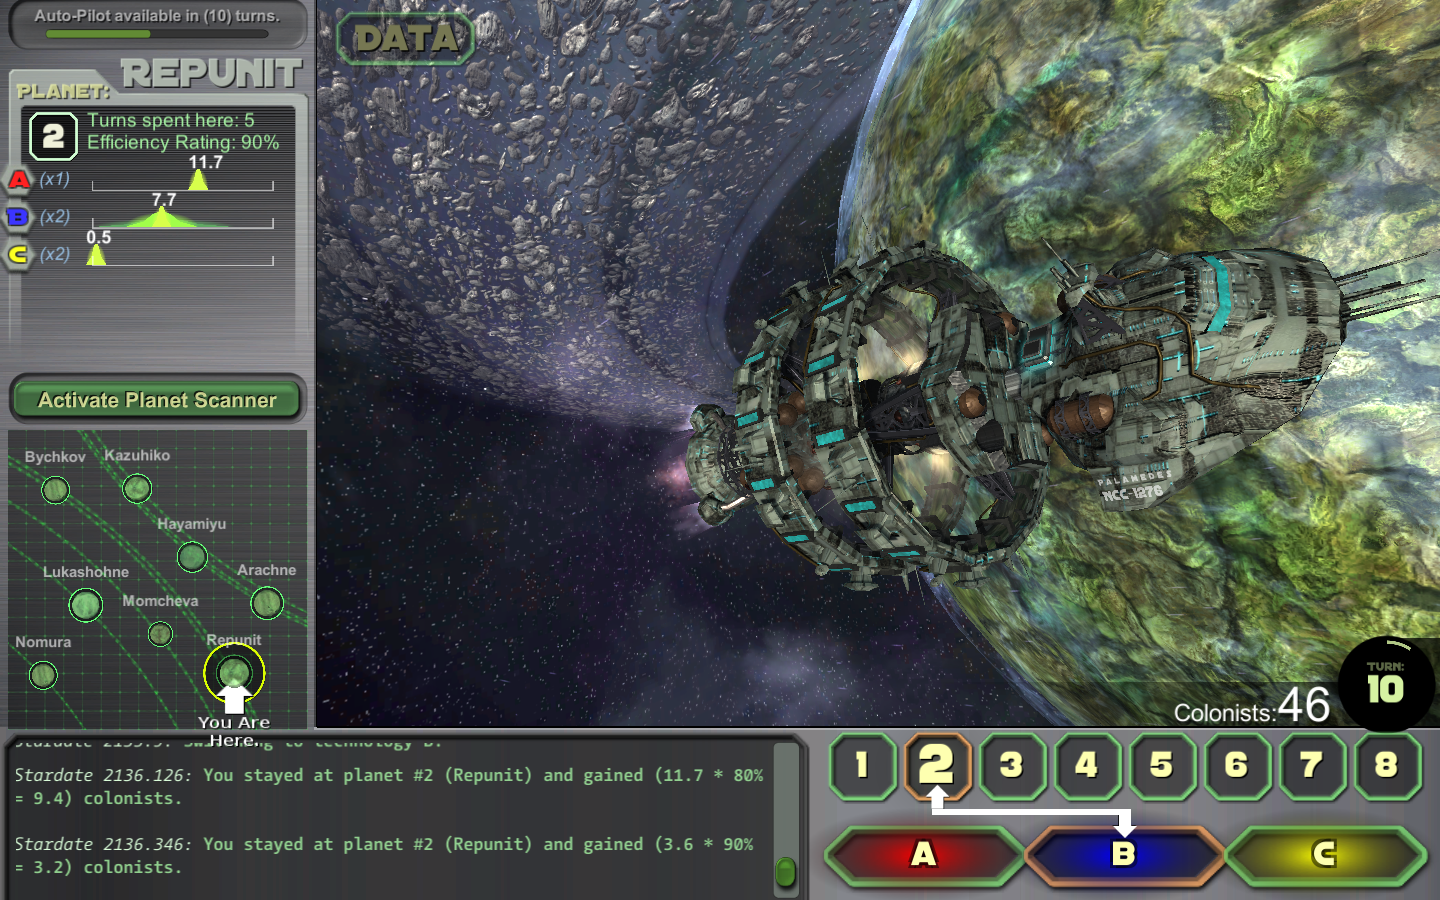 Auto-Pilot available in (10) turns.
DATA
REPUNIT
PLANET:
2
Turns spent here: 5
Efficiency Rating: 90%
11.7
A (x1)
7.7
B (x2)
0.5
C (x2)
Activate Planet Scanner
Bychkov
Kazuhiko
Hayamiyu
Lukashohne
Arachne
Momcheva
Nomura
Repunit
You Are
Here.
PALAMEDES
NCC-1276
Colonists:46
TURN:
10
to technology B.
Stardate 2136.126: You stayed at planet #2 (Repunit) and gained (11.7 * 80%
= 9.4) colonists.
Stardate 2136.346: You stayed at planet #2 (Repunit) and gained (3.6 * 90%
= 3.2) colonists.
1 2 3 4 5 6 7 8
A B C